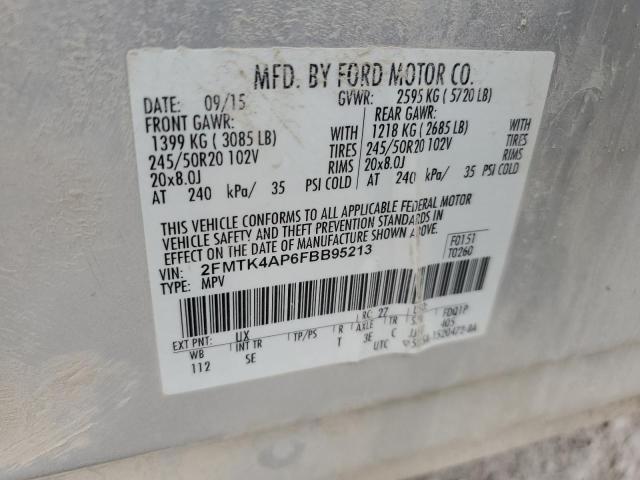 MFD. BY FORD MOTOR CO.
DATE: 09/15 GVWR: 2595 KG ( 5720 LB)
FRONT GAWR: REAR GAWR:
1399 KG ( 3085 LB) WITH 1218 KG ( 2685 LB) WITH
245/50R20 102V TIRES 245/50R20 102V TIRES
20x8.0J RIMS 20x8.0J RIMS
AT 240 kPa/ 35 PSI COLD AT 240 kPa/ 35 PSI COLD
THIS VEHICLE CONFORMS TO ALL APPLICABLE FEDERAL MOTOR
VEHICLE SAFETY AND THEFT PREVENTION STANDARDS IN
EFFECT ON THE DATE OF MANUFACTURE SHOWN ABOVE.
VIN: 2FMTK4AP6FBB95213 F0151
TYPE: MPV T0260
RC: 27
EXT PNT: UX FDQ1P
WB INT TR TP/PS R AXLE TR 405
112 SE T 3E C
UTC